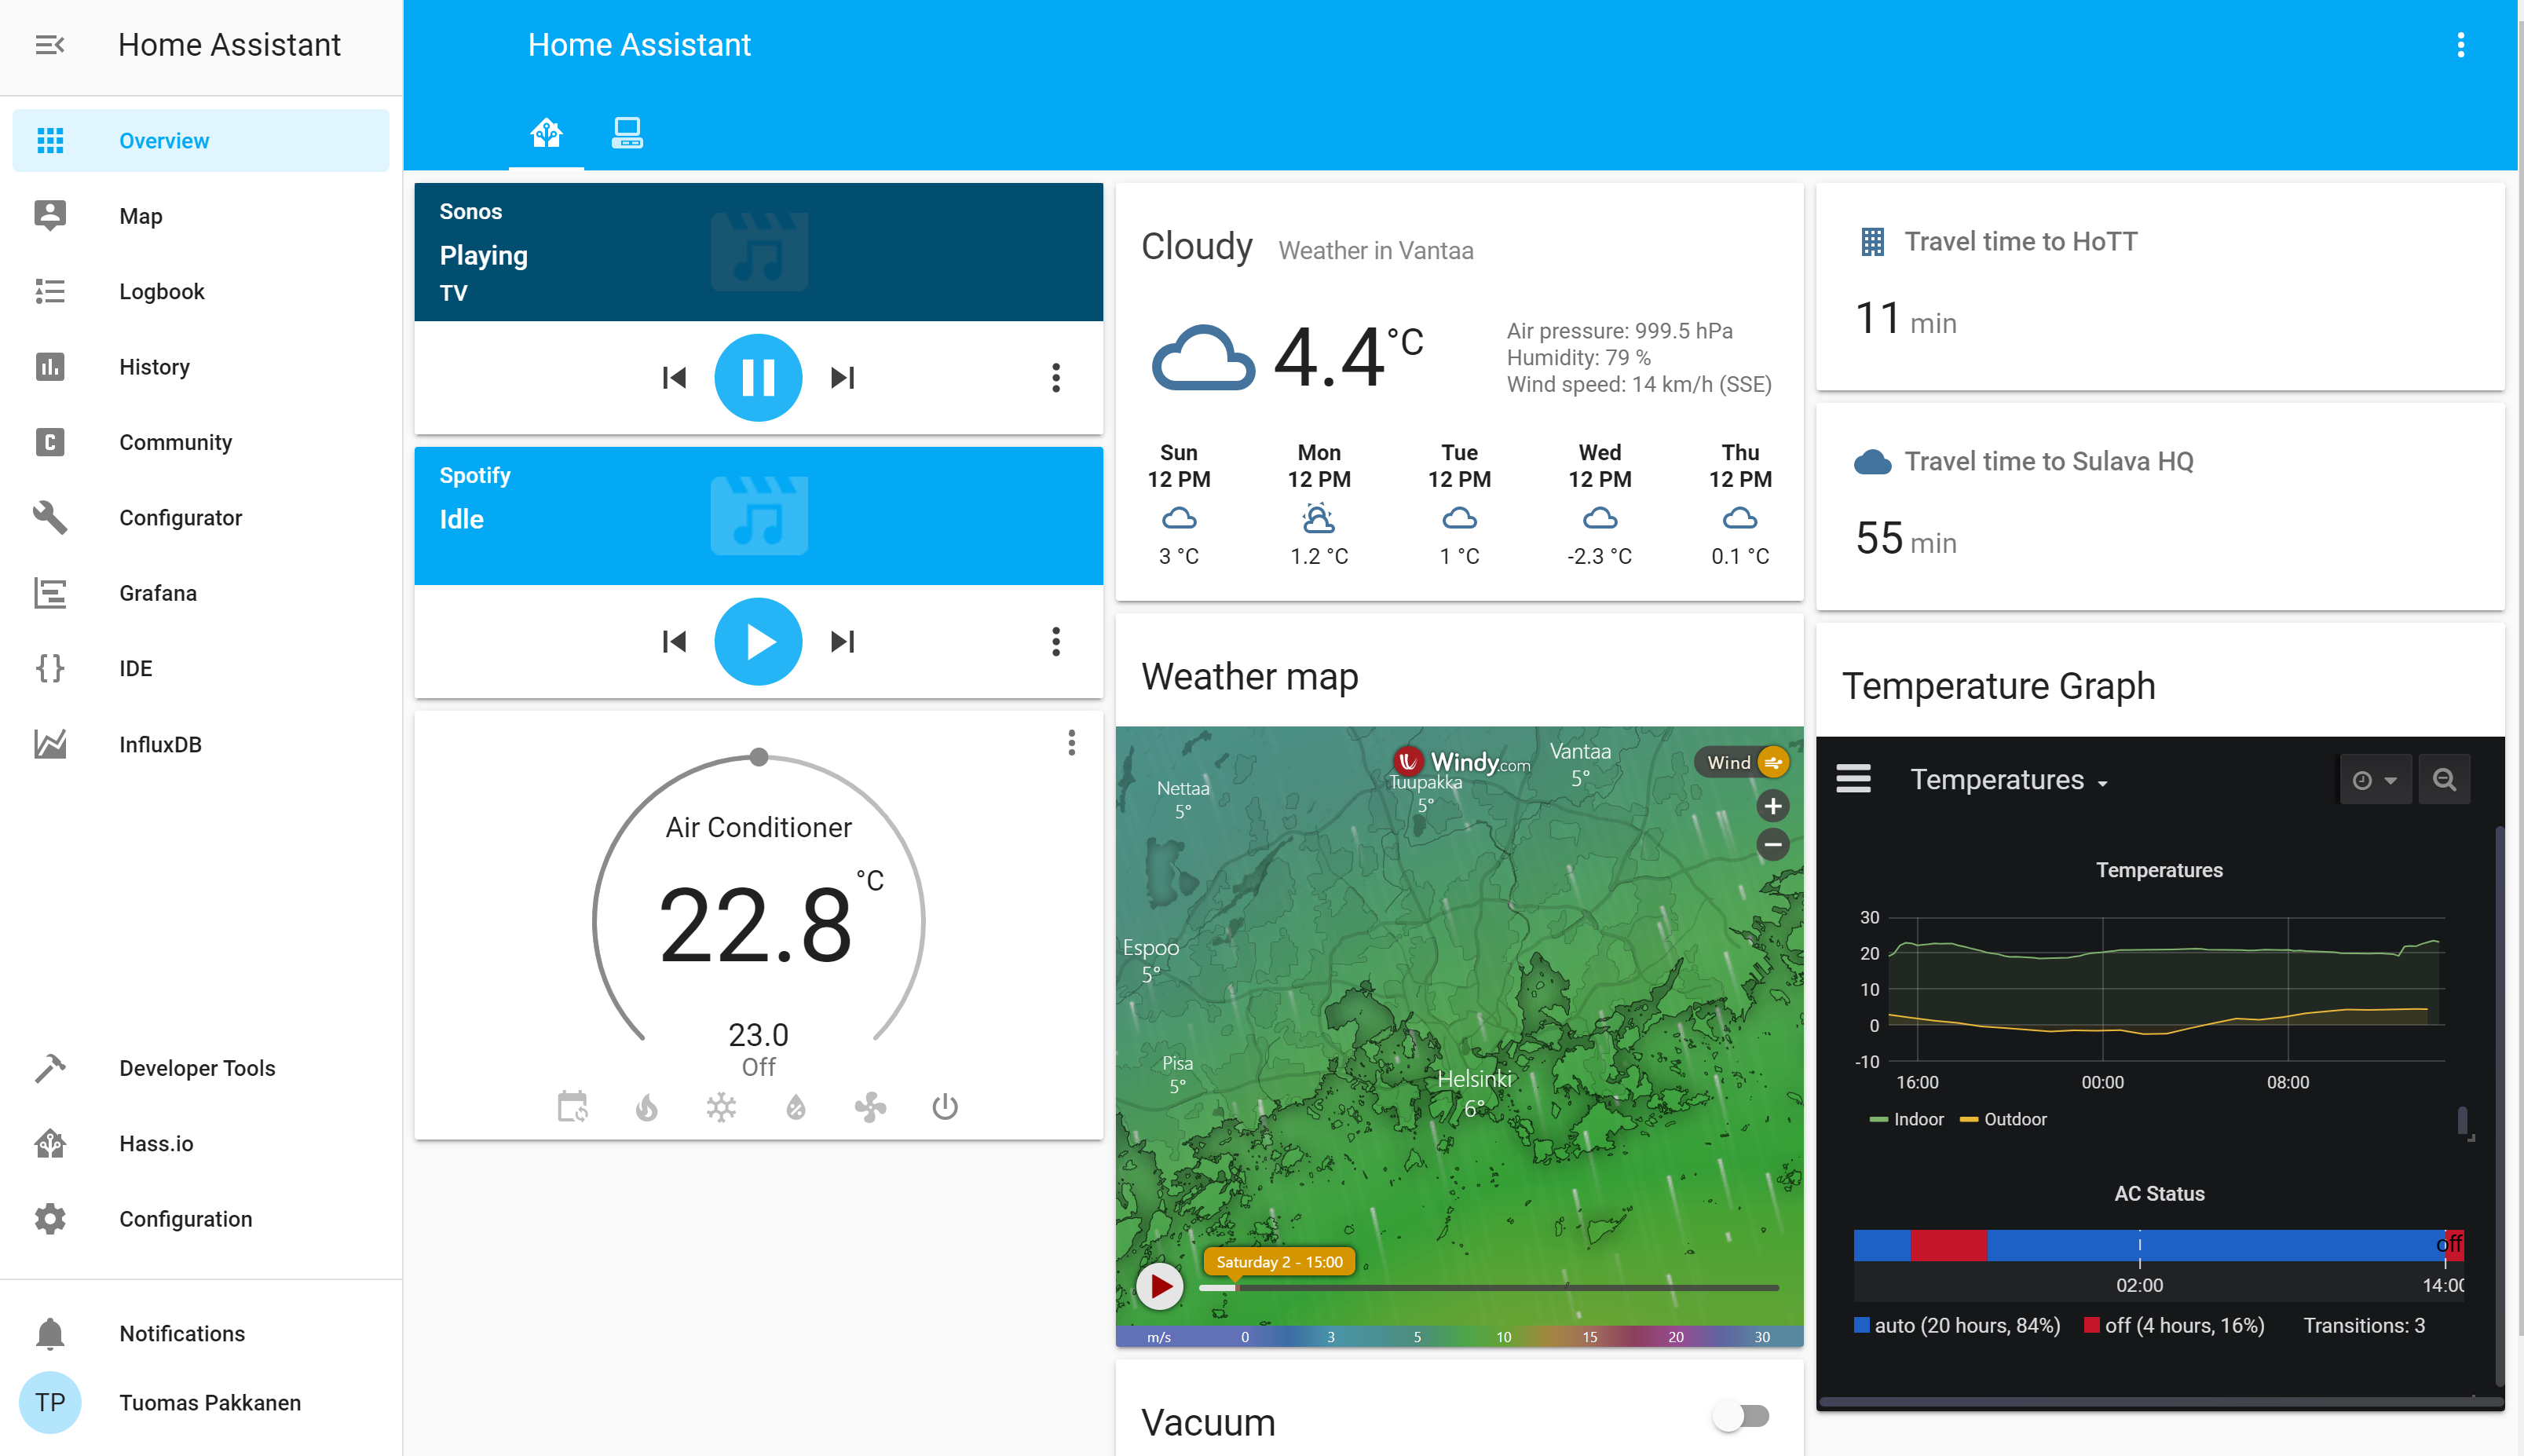 Home Assistant
Overview
Map
Logbook
History
Community
C
Configurator
Grafana
IDE
InfluxDB
Developer Tools
Hass.io
Configuration
Notifications
TP
Tuomas Pakkanen
Home Assistant
Sonos
Playing
TV
Spotify
Idle
Air Conditioner
22.8 °C
23.0
Off
Cloudy Weather in Vantaa
4.4 °C
Air pressure: 999.5 hPa
Humidity: 79 %
Wind speed: 14 km/h (SSE)
Sun Mon Tue Wed Thu
12 PM 12 PM 12 PM 12 PM 12 PM
3 °C 1.2 °C 1 °C -2.3 °C 0.1 °C
Weather map
Windy.com
Wind
Vantaa
5°
Tuupakka
5°
Nettaa
5°
Espoo
5°
Pisa
5°
Helsinki
6°
Saturday 2 - 15:00
m/s 0 3 5 10 15 20 30
Vacuum
Travel time to HoTT
11 min
Travel time to Sulava HQ
55 min
Temperature Graph
Temperatures
Temperatures
30
20
10
0
-10
16:00 00:00 08:00
Indoor Outdoor
AC Status
off
02:00 14:00
auto (20 hours, 84%) off (4 hours, 16%) Transitions: 3